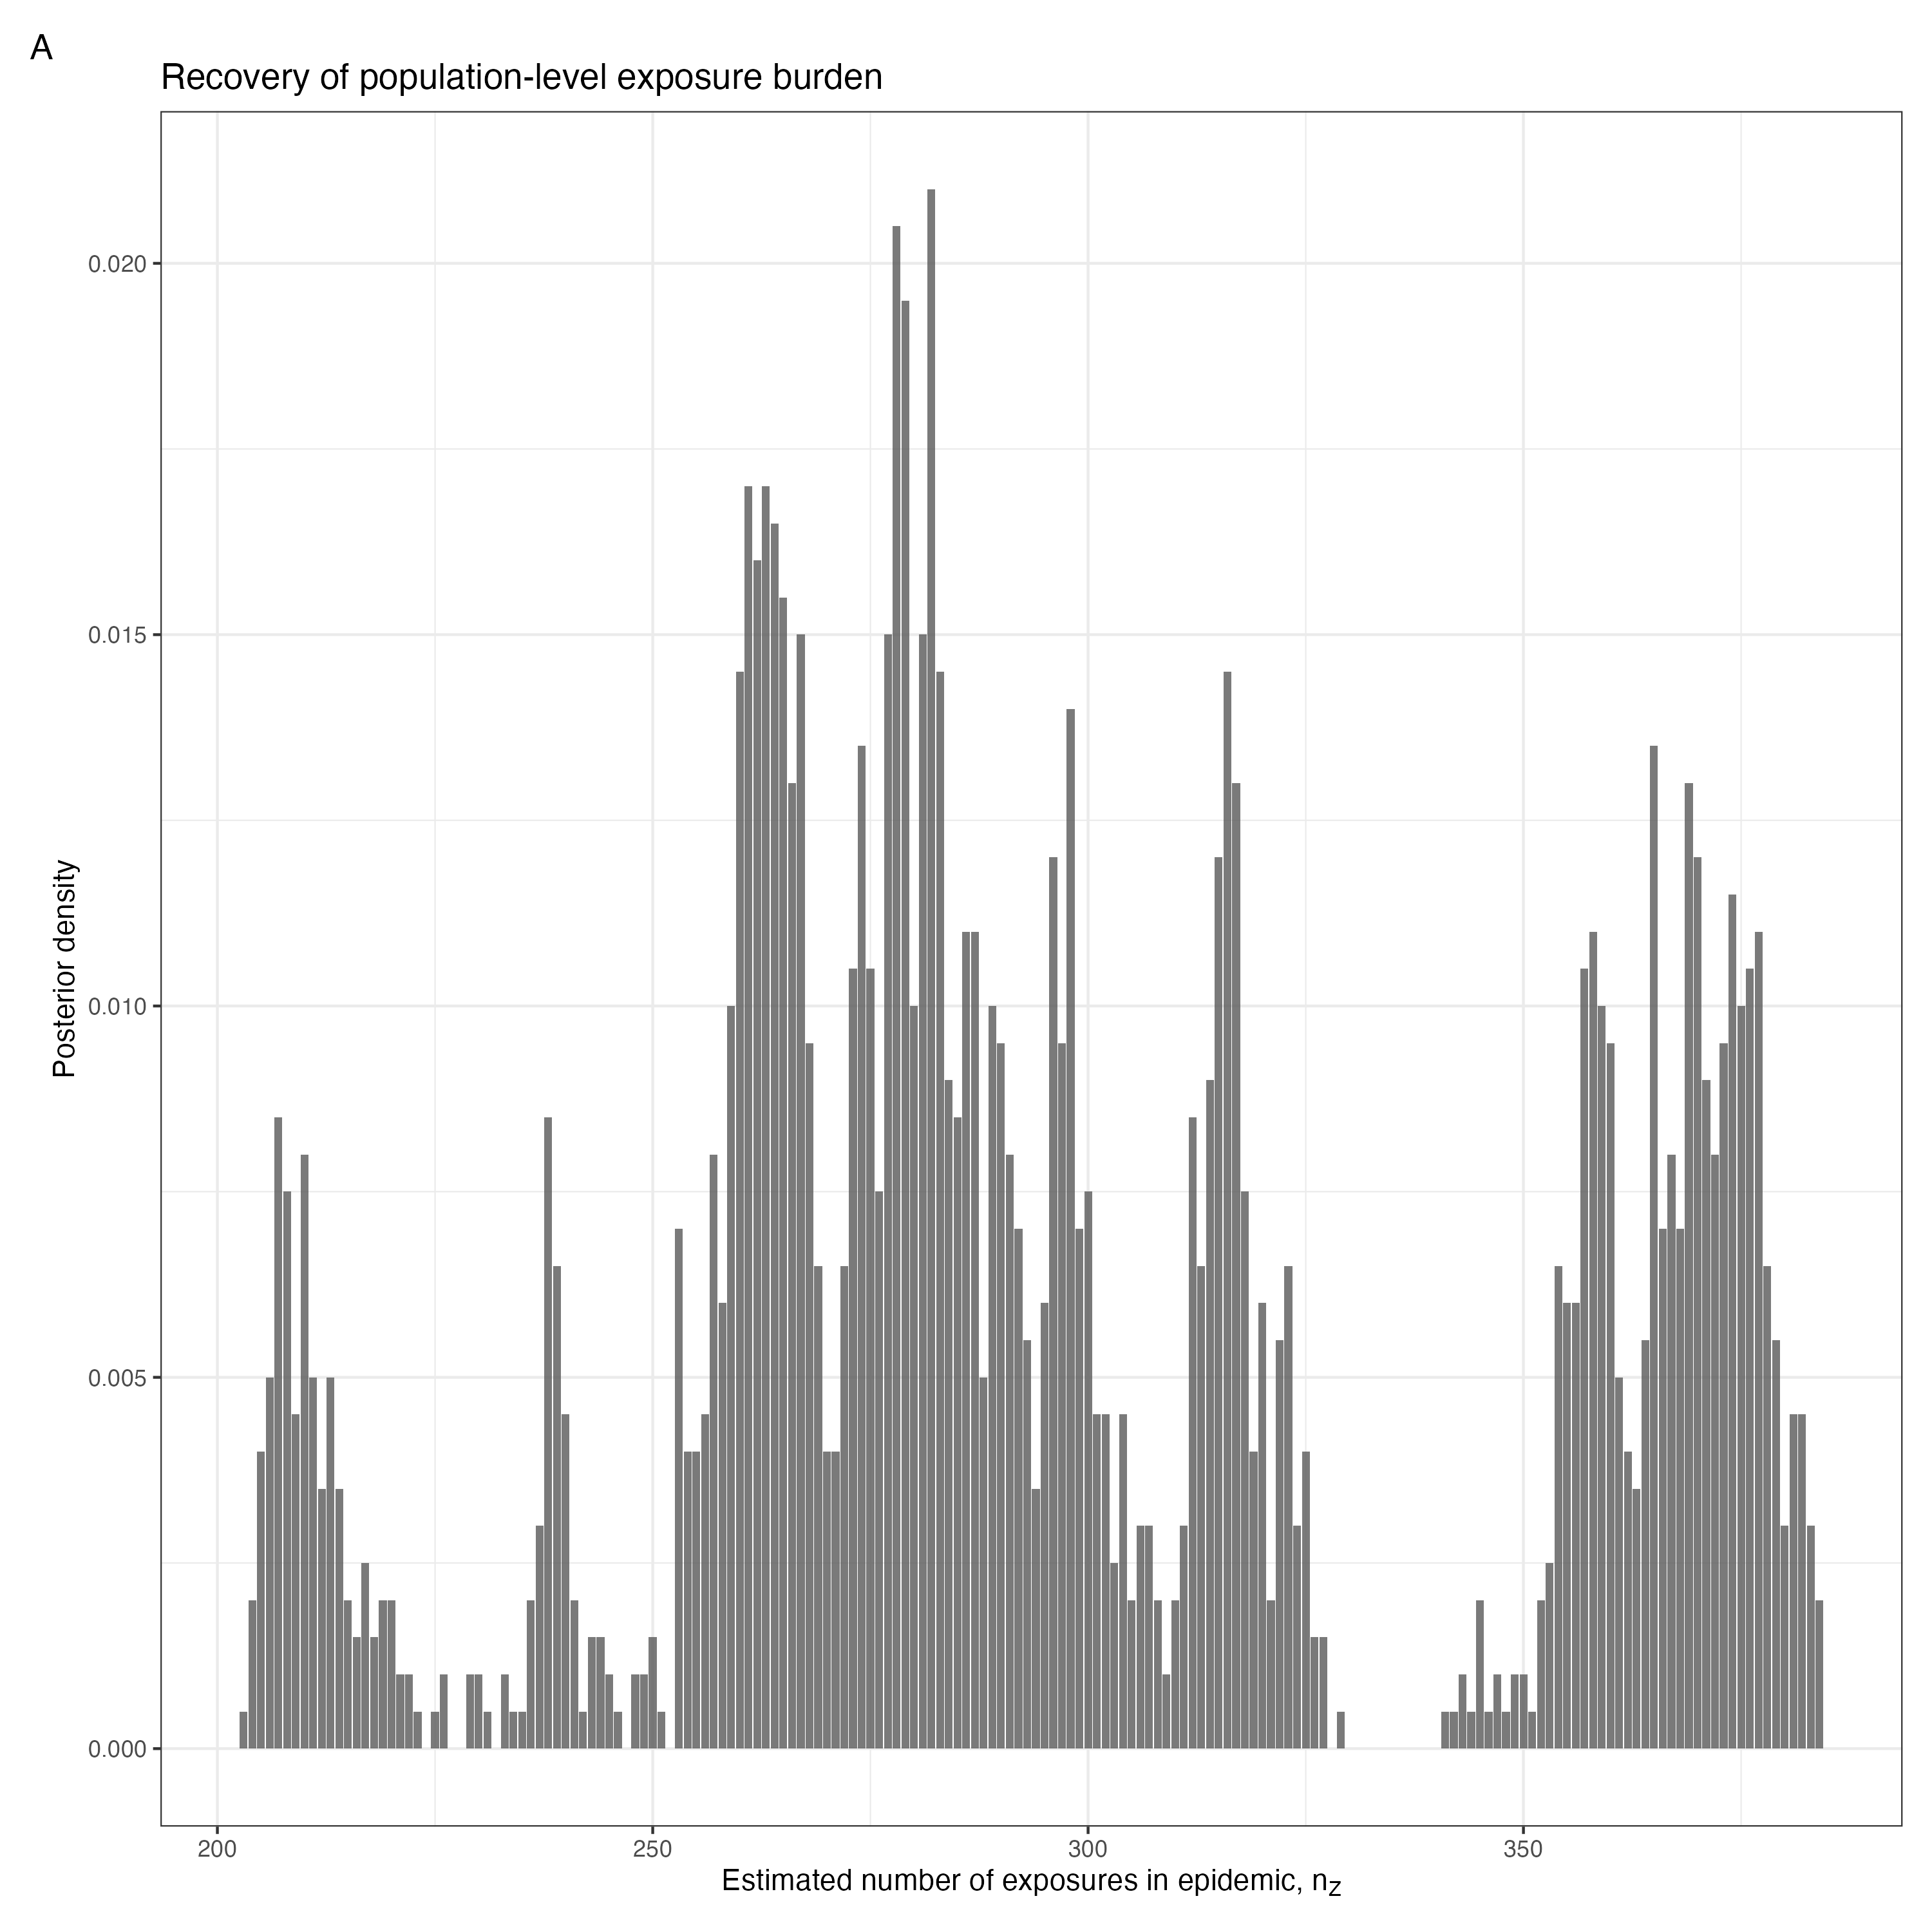 A
Recovery of population-level exposure burden
0.020
0.015
0.010
0.005
0.000
Posterior density
200
250
300
350
Estimated number of exposures in epidemic, nz